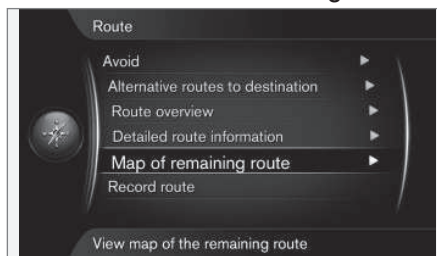 Route
Avoid
Alternative routes to destination
Route overview
Detailed route information
Map of remaining route
Record route
View map of the remaining route